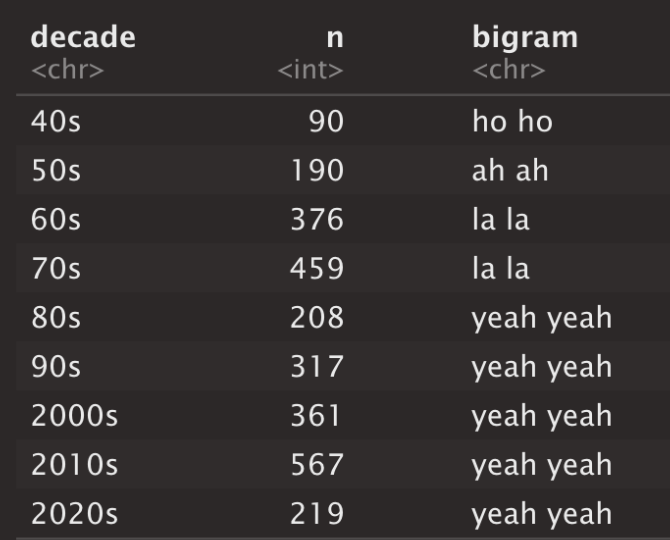 decade n bigram
<chr> <int> <chr>
40s 90 ho ho
50s 190 ah ah
60s 376 la la
70s 459 la la
80s 208 yeah yeah
90s 317 yeah yeah
2000s 361 yeah yeah
2010s 567 yeah yeah
2020s 219 yeah yeah